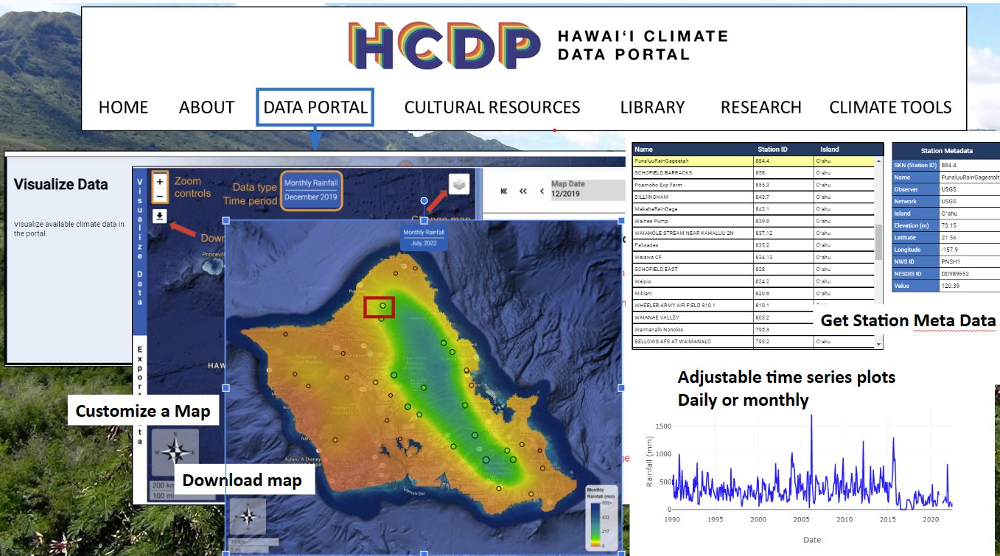 HCDP
HAWAIʻI CLIMATE
DATA PORTAL
HOME ABOUT DATA PORTAL CULTURAL RESOURCES LIBRARY RESEARCH CLIMATE TOOLS
Visualize Data
Visualize available climate data in
the portal.
Visualize Data
Zoom
controls
Data type
Time period
Monthly Rainfall
December 2019
Map Date
12/2019
Princevill
HAW
200 km
100 mi
Customize a Map
Download map
Monthly Rainfall
July, 2022
Aulani, A Disney
Mamala Bay
10 km
5 mi
Monthly
Rainfall (mm)
650+
433
217
0
Name Station ID Island
PunaluuRainGageatalt 884.4 Oʻahu
SCHOFIELD BARRACKS 858 Oʻahu
Poamoho Exp Farm 855.3 Oʻahu
DILLIINGHAM 843.7 Oʻahu
MakahaRainGage 842.1 Oʻahu
Waihee Pump 839.8 Oʻahu
WAIAHOLE STREAM NEAR KAHALUU 2N 837.12 Oʻahu
Palisades 835.2 Oʻahu
Waiawa CF 834.13 Oʻahu
SCHOFIELD EAST 828 Oʻahu
Waipio 824.2 Oʻahu
Mililani 820.6 Oʻahu
WHEELER ARMY AIR FIELD 810.1 810.1
WAIANAE VALLEY 803.2
Waimanalo Nonokio 795.3
BELLOWS AFS AT WAIMANALO 793.2 Oʻahu
Station Metadata
SKN (Station ID) 884.4
Name PunaluuRainGageatalt
Observer USGS
Network USGS
Island Oʻahu
Elevation (m) 73.15
Latitude 21.56
Longitude -157.9
NWS ID PNSH1
NESDIS ID DD989652
Value 120.39
Get Station Meta Data
Adjustable time series plots
Daily or monthly
Rainfall (mm)
1500
1000
500
0
1990 1995 2000 2005 2010 2015 2020
Date